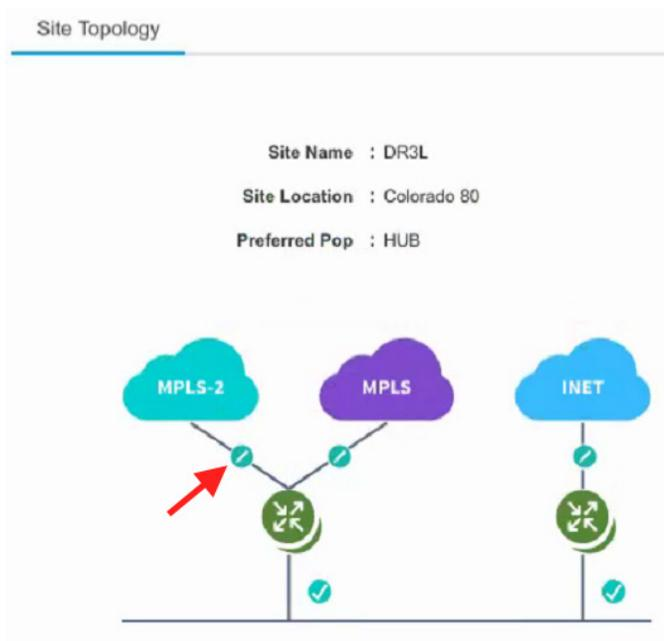 Site Topology
Site Name : DR3L
Site Location : Colorado 80
Preferred Pop : HUB
MPLS-2 MPLS INET